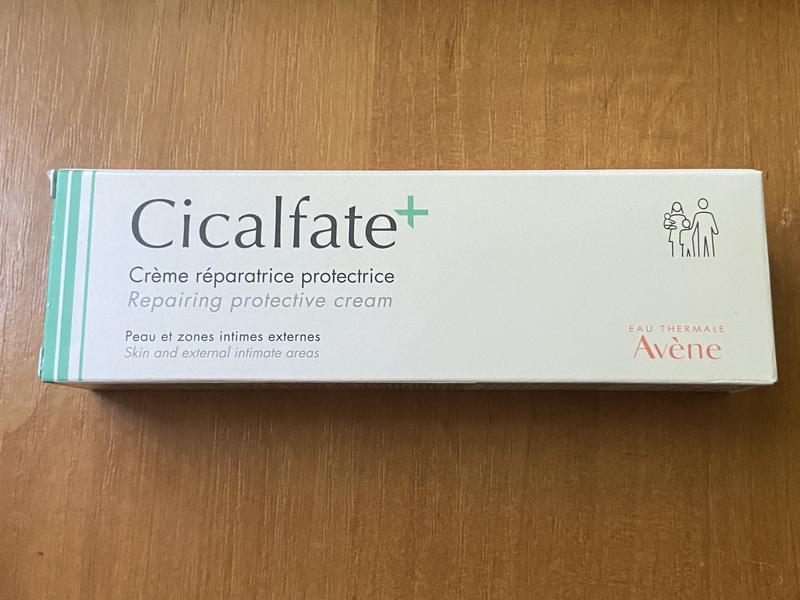 Cicalfate+
Crème réparatrice protectrice
Repairing protective cream
Peau et zones intimes externes
Skin and external intimate areas
EAU THERMALE
Avène